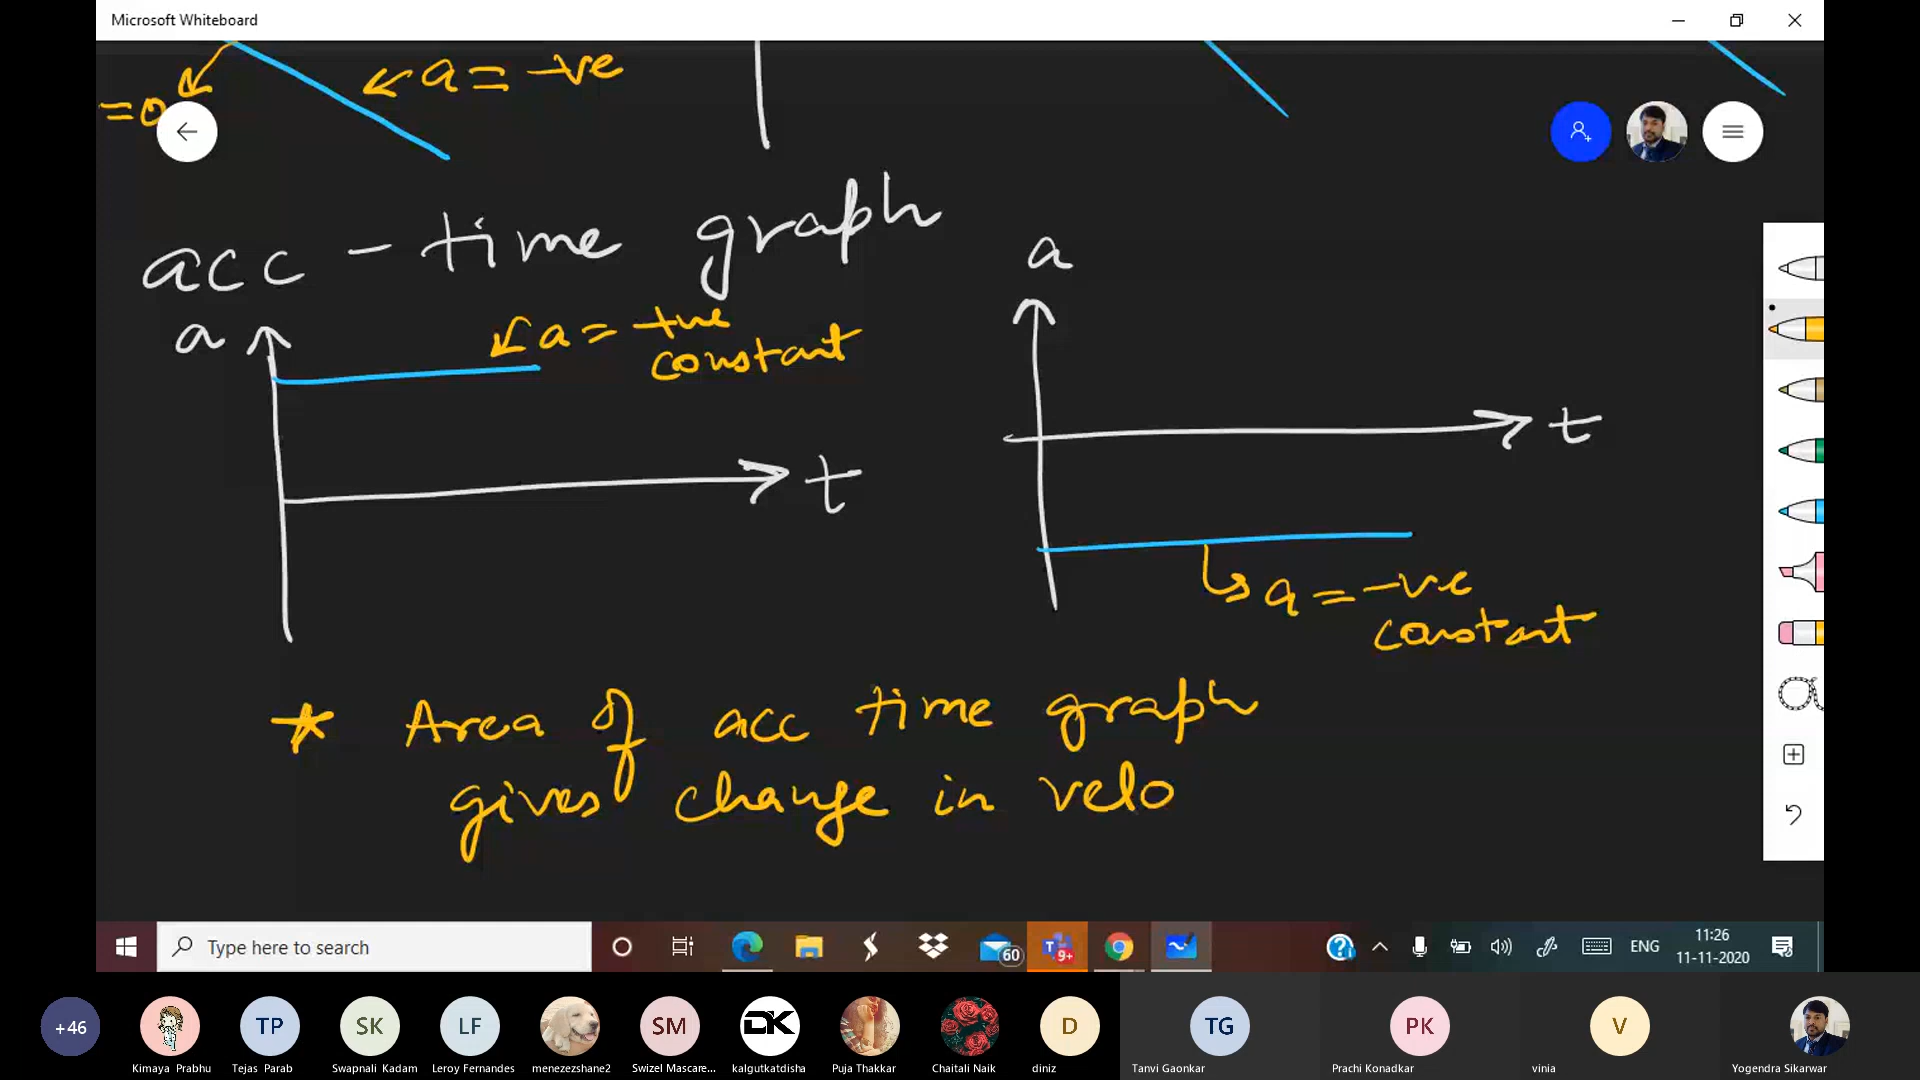 Microsoft Whiteboard
a = -ve
=0
acc - time graph
a
a
a = +ve
constant
t
t
a = -ve
constant
* Area of acc time graph
gives change in velo
Type here to search
60
9+
ENG
11:26
11-11-2020
+46
TP
SK
LF
SM
DK
D
TG
PK
V
Kimaya Prabhu
Tejas Parab
Swapnali Kadam
Leroy Fernandes
menezezshane2
Swizel Mascare...
kalgutkatdisha
Puja Thakkar
Chaitali Naik
diniz
Tanvi Gaonkar
Prachi Konadkar
vinia
Yogendra Sikarwar